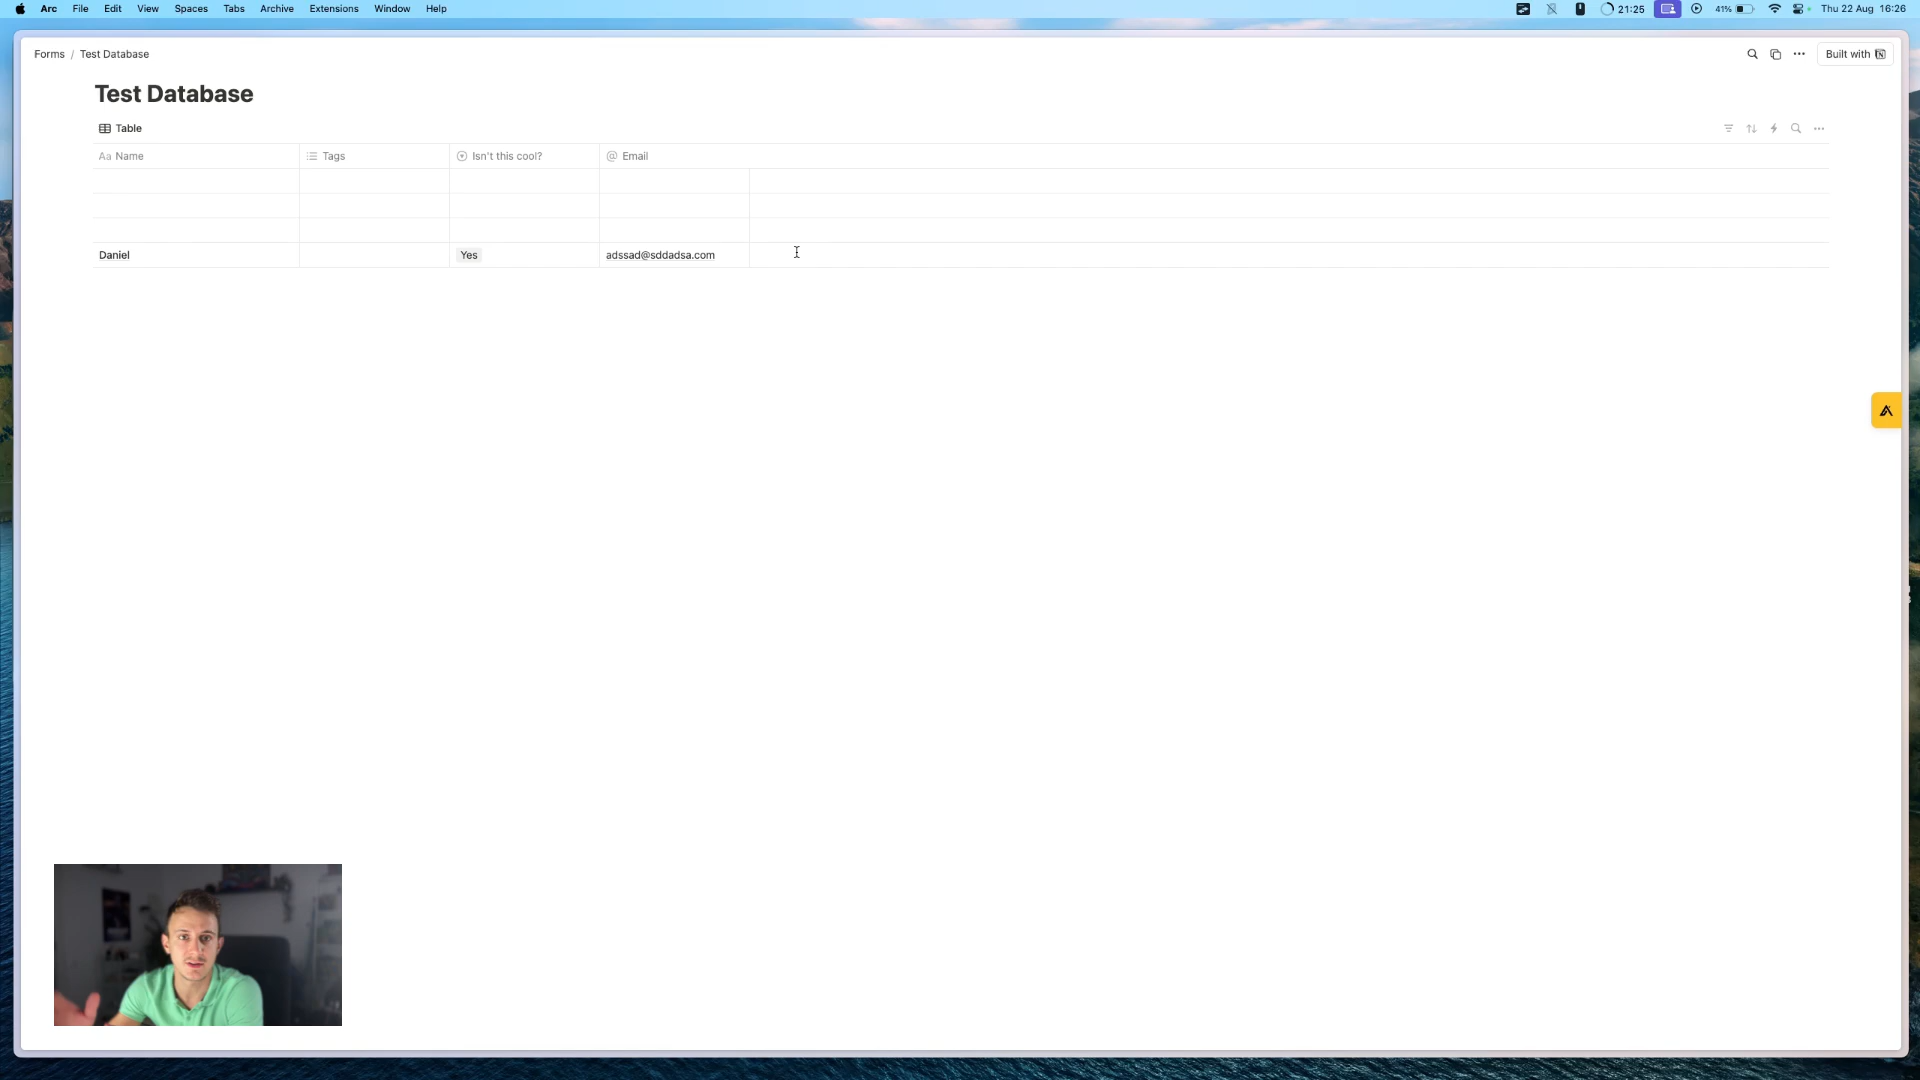 Arc File Edit View Spaces Tabs Archive Extensions Window Help 21:25 41% Thu 22 Aug 16:26
Forms / Test Database Built with
Test Database
Table
Aa Name Tags Isn't this cool? @ Email
Daniel Yes adssad@sddadsa.com